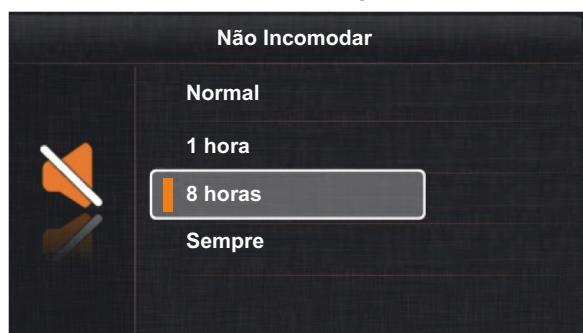 Não Incomodar
Normal
1 hora
8 horas
Sempre